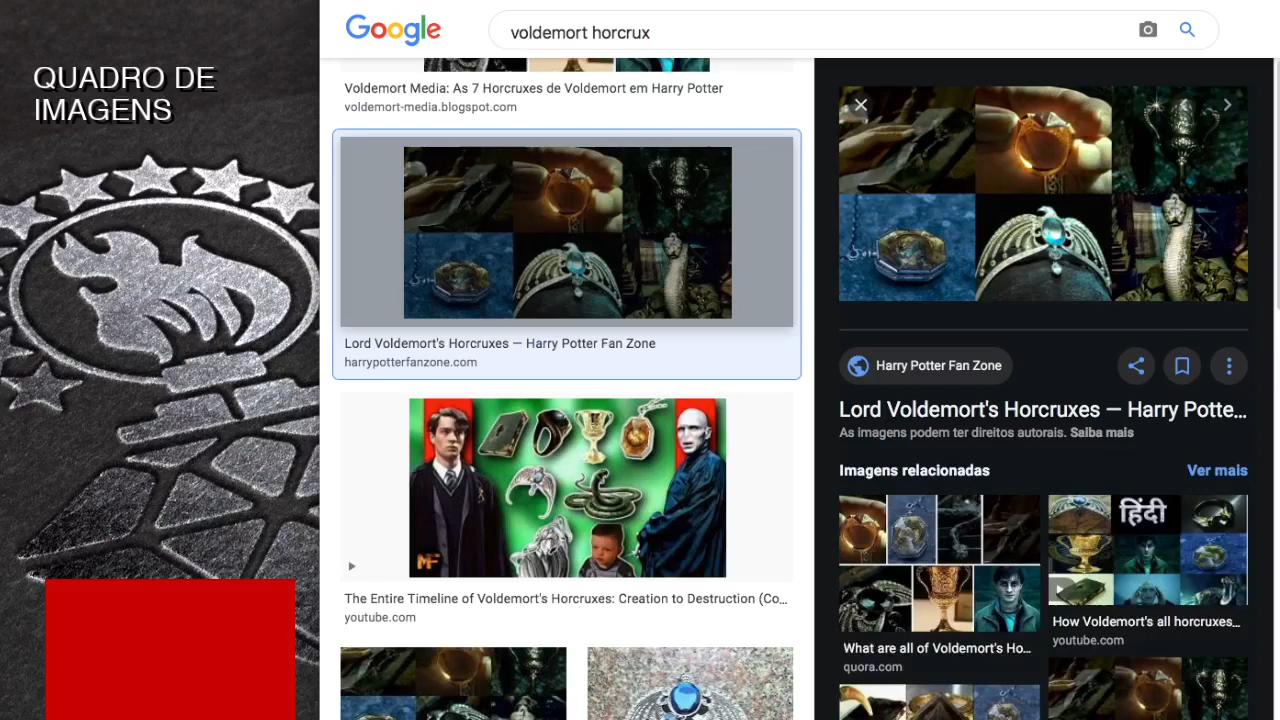 QUADRO DE
IMAGENS
Google
voldemort horcrux
Voldemort Media: As 7 Horcruxes de Voldemort em Harry Potter
voldemort-media.blogspot.com
Lord Voldemort's Horcruxes — Harry Potter Fan Zone
harrypotterfanzone.com
MF
The Entire Timeline of Voldemort's Horcruxes: Creation to Destruction (Co...
youtube.com
Harry Potter Fan Zone
Lord Voldemort's Horcruxes — Harry Potte...
As imagens podem ter direitos autorais. Saiba mais
Imagens relacionadas
Ver mais
What are all of Voldemort's Ho...
quora.com
हिंदी
How Voldemort's all horcruxes...
youtube.com